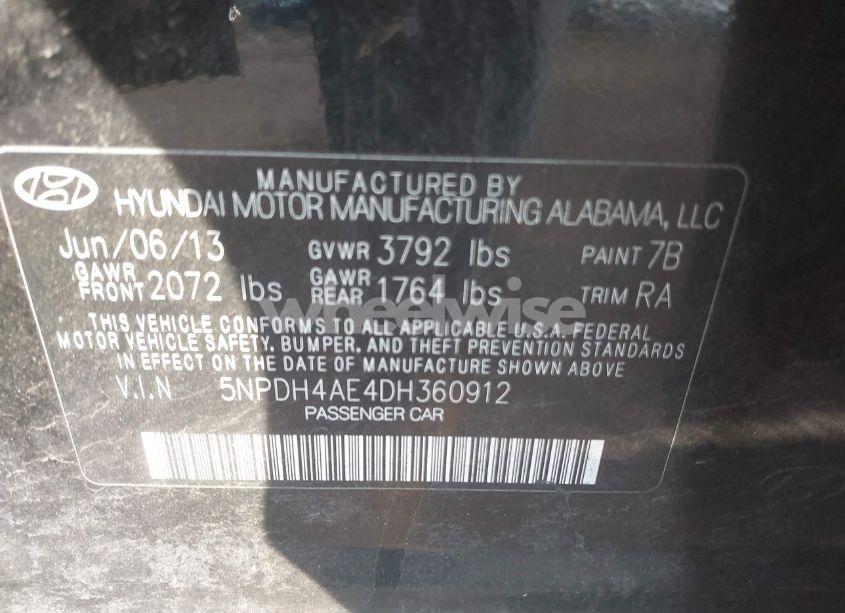 MANUFACTURED BY
HYUNDAI MOTOR MANUFACTURING ALABAMA, LLC
Jun/06/13 GVWR 3792 lbs PAINT 7B
GAWR FRONT 2072 lbs GAWR REAR 1764 lbs TRIM RA
THIS VEHICLE CONFORMS TO ALL APPLICABLE U.S.A. FEDERAL
MOTOR VEHICLE SAFETY, BUMPER, AND THEFT PREVENTION STANDARDS
IN EFFECT ON THE DATE OF MANUFACTURE SHOWN ABOVE.
V.I.N 5NPDH4AE4DH360912
PASSENGER CAR
wheelwise